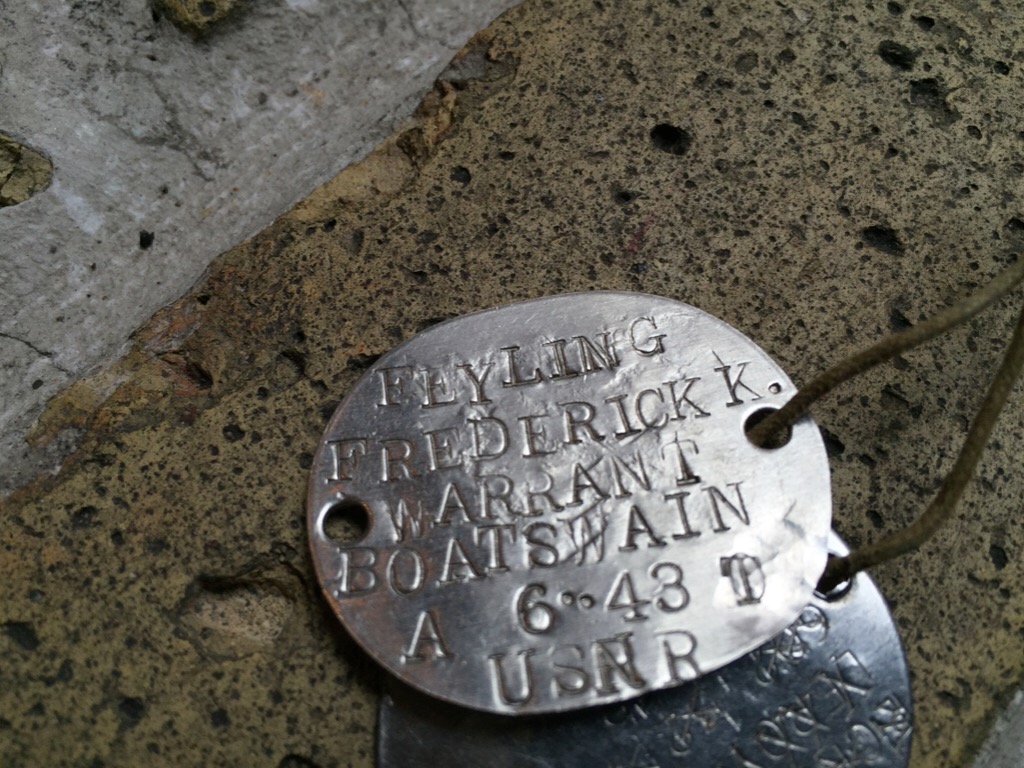 FEYLING
FREDERICK K.
WARRANT
BOATSWAIN
A 6··43 T
USNR